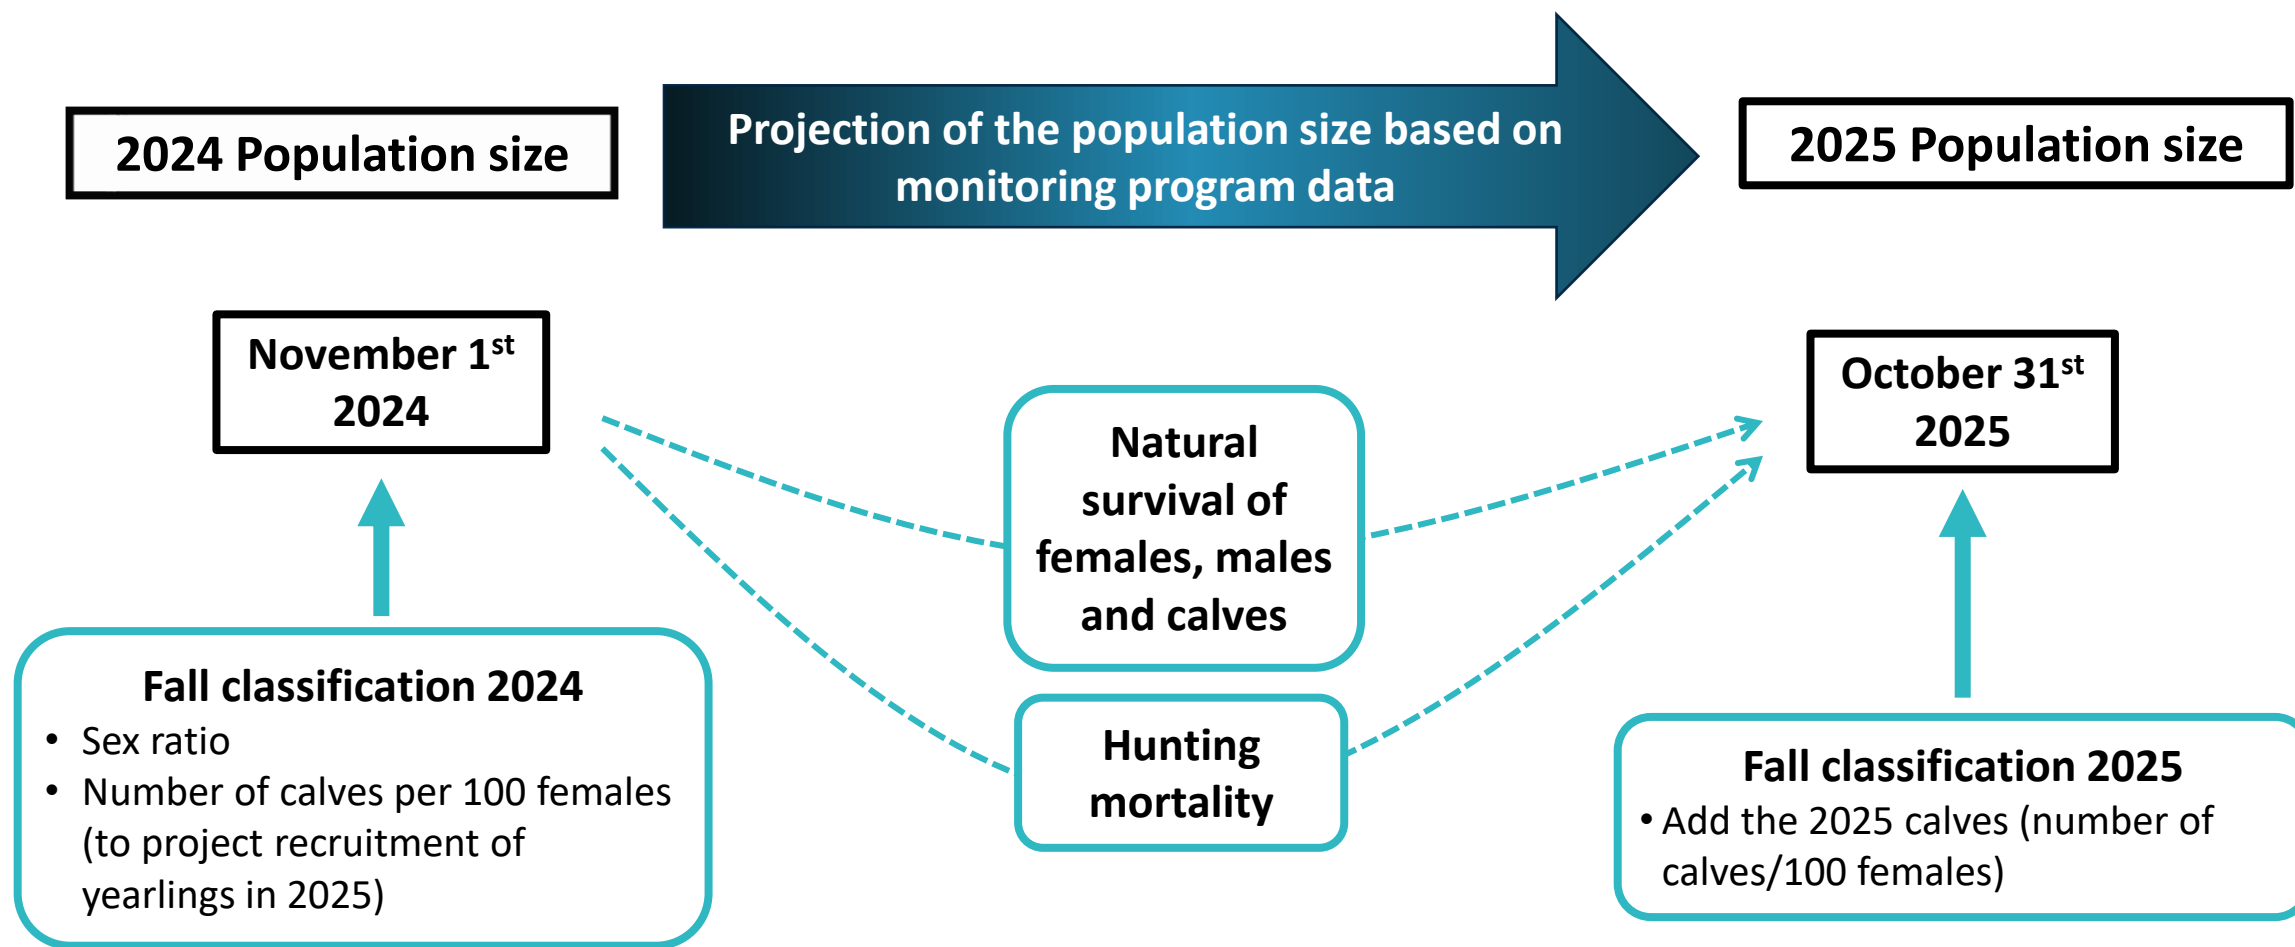 2024 Population size
Projection of the population size based on
monitoring program data
2025 Population size
November 1st
2024
October 31st
2025
Natural
survival of
females, males
and calves
Hunting
mortality
Fall classification 2024
• Sex ratio
• Number of calves per 100 females
(to project recruitment of
yearlings in 2025)
Fall classification 2025
• Add the 2025 calves (number of
calves/100 females)